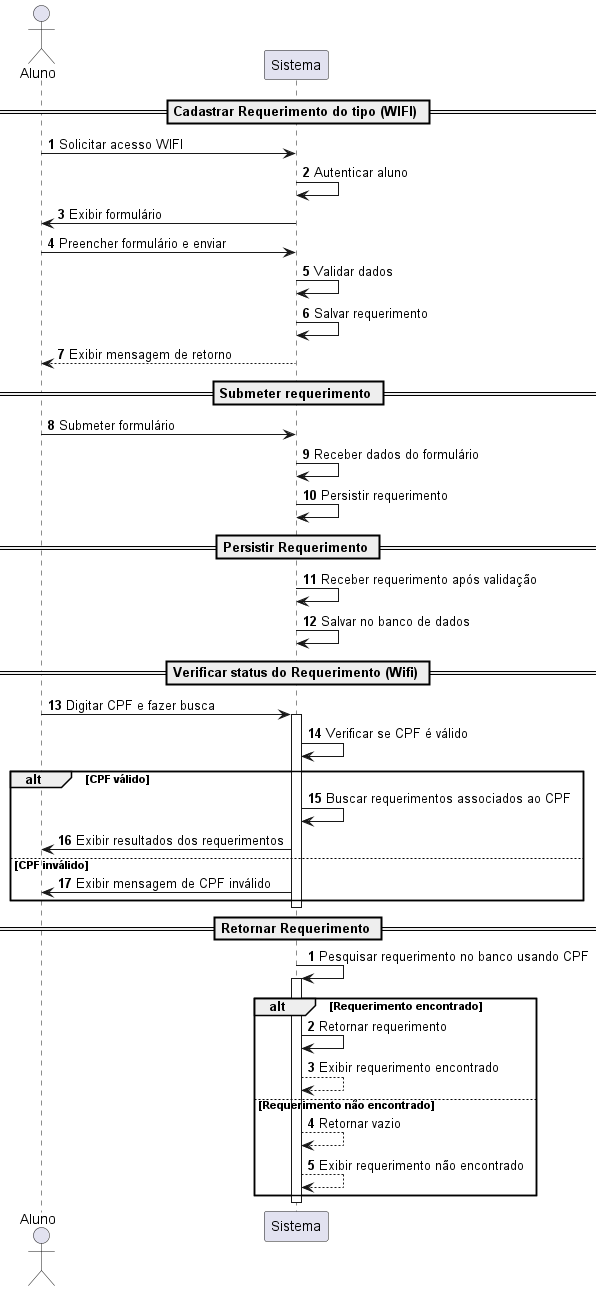 Aluno
Sistema
Cadastrar Requerimento do tipo (WIFI)
1 Solicitar acesso WIFI
2 Autenticar aluno
3 Exibir formulário
4 Preencher formulário e enviar
5 Validar dados
6 Salvar requerimento
7 Exibir mensagem de retorno
Submeter requerimento
8 Submeter formulário
9 Receber dados do formulário
10 Persistir requerimento
Persistir Requerimento
11 Receber requerimento após validação
12 Salvar no banco de dados
Verificar status do Requerimento (Wifi)
13 Digitar CPF e fazer busca
14 Verificar se CPF é válido
alt [CPF válido]
15 Buscar requerimentos associados ao CPF
16 Exibir resultados dos requerimentos
[CPF inválido]
17 Exibir mensagem de CPF inválido
Retornar Requerimento
1 Pesquisar requerimento no banco usando CPF
alt [Requerimento encontrado]
2 Retornar requerimento
3 Exibir requerimento encontrado
[Requerimento não encontrado]
4 Retornar vazio
5 Exibir requerimento não encontrado
Aluno
Sistema